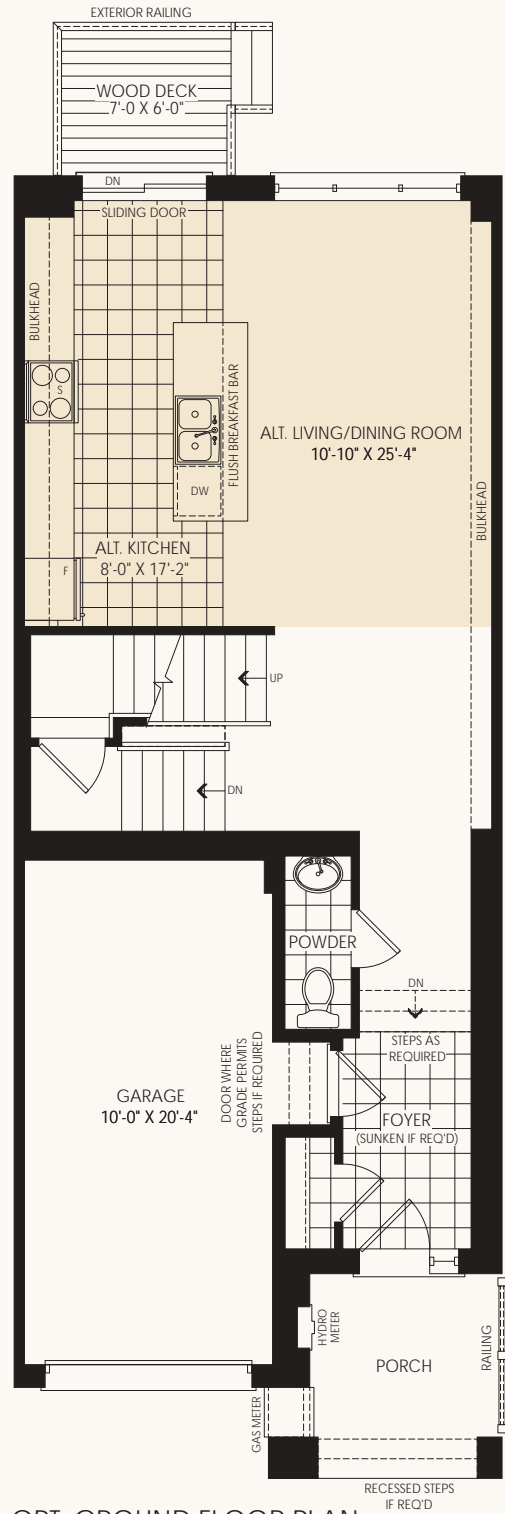 EXTERIOR RAILING
WOOD DECK
7'-0 X 6'-0"
DN
SLIDING DOOR
BULKHEAD
S
FLUSH BREAKFAST BAR
ALT. LIVING/DINING ROOM
10'-10" X 25'-4"
DW
BULKHEAD
ALT. KITCHEN
8'-0" X 17'-2"
F
UP
DN
POWDER
DN
STEPS AS
REQUIRED
DOOR WHERE
GRADE PERMITS
STEPS IF REQUIRED
GARAGE
10'-0" X 20'-4"
FOYER
(SUNKEN IF REQ'D)
HYDRO
METER
PORCH
RAILING
GAS METER
RECESSED STEPS
IF REQ'D
OPT. GROUND FLOOR PLAN